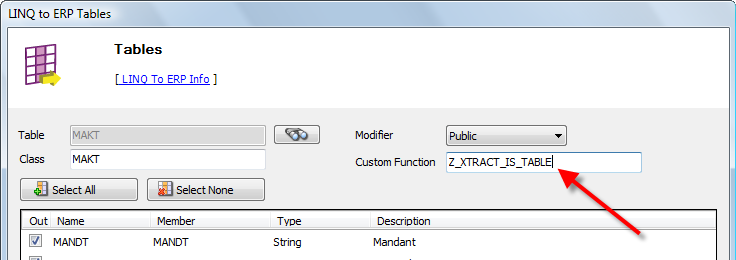 LINQ to ERP Tables
Tables
[ LINQ To ERP Info ]
Table MAKT Modifier Public
Class MAKT Custom Function Z_XTRACT_IS_TABLE
Select All Select None
Out Name Member Type Description
MANDT MANDT String Mandant